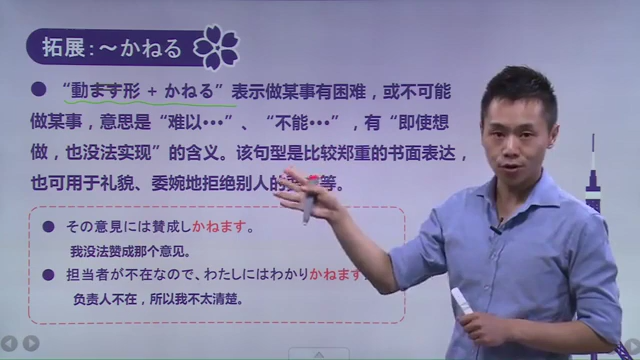 拓展:～かねる
● “動ます形 + かねる”表示做某事有困难，或不可能
做某事，意思是“难以•••”、“不能•••”，有“即使想
做，也没法实现”的含义。该句型是比较郑重的书面表达，
也可用于礼貌、委婉地拒绝别人的 等。
● その意見には賛成しかねます。
我没法赞成那个意见。
● 担当者が不在なので、わたしにはわかりかねます
负责人不在，所以我不太清楚。